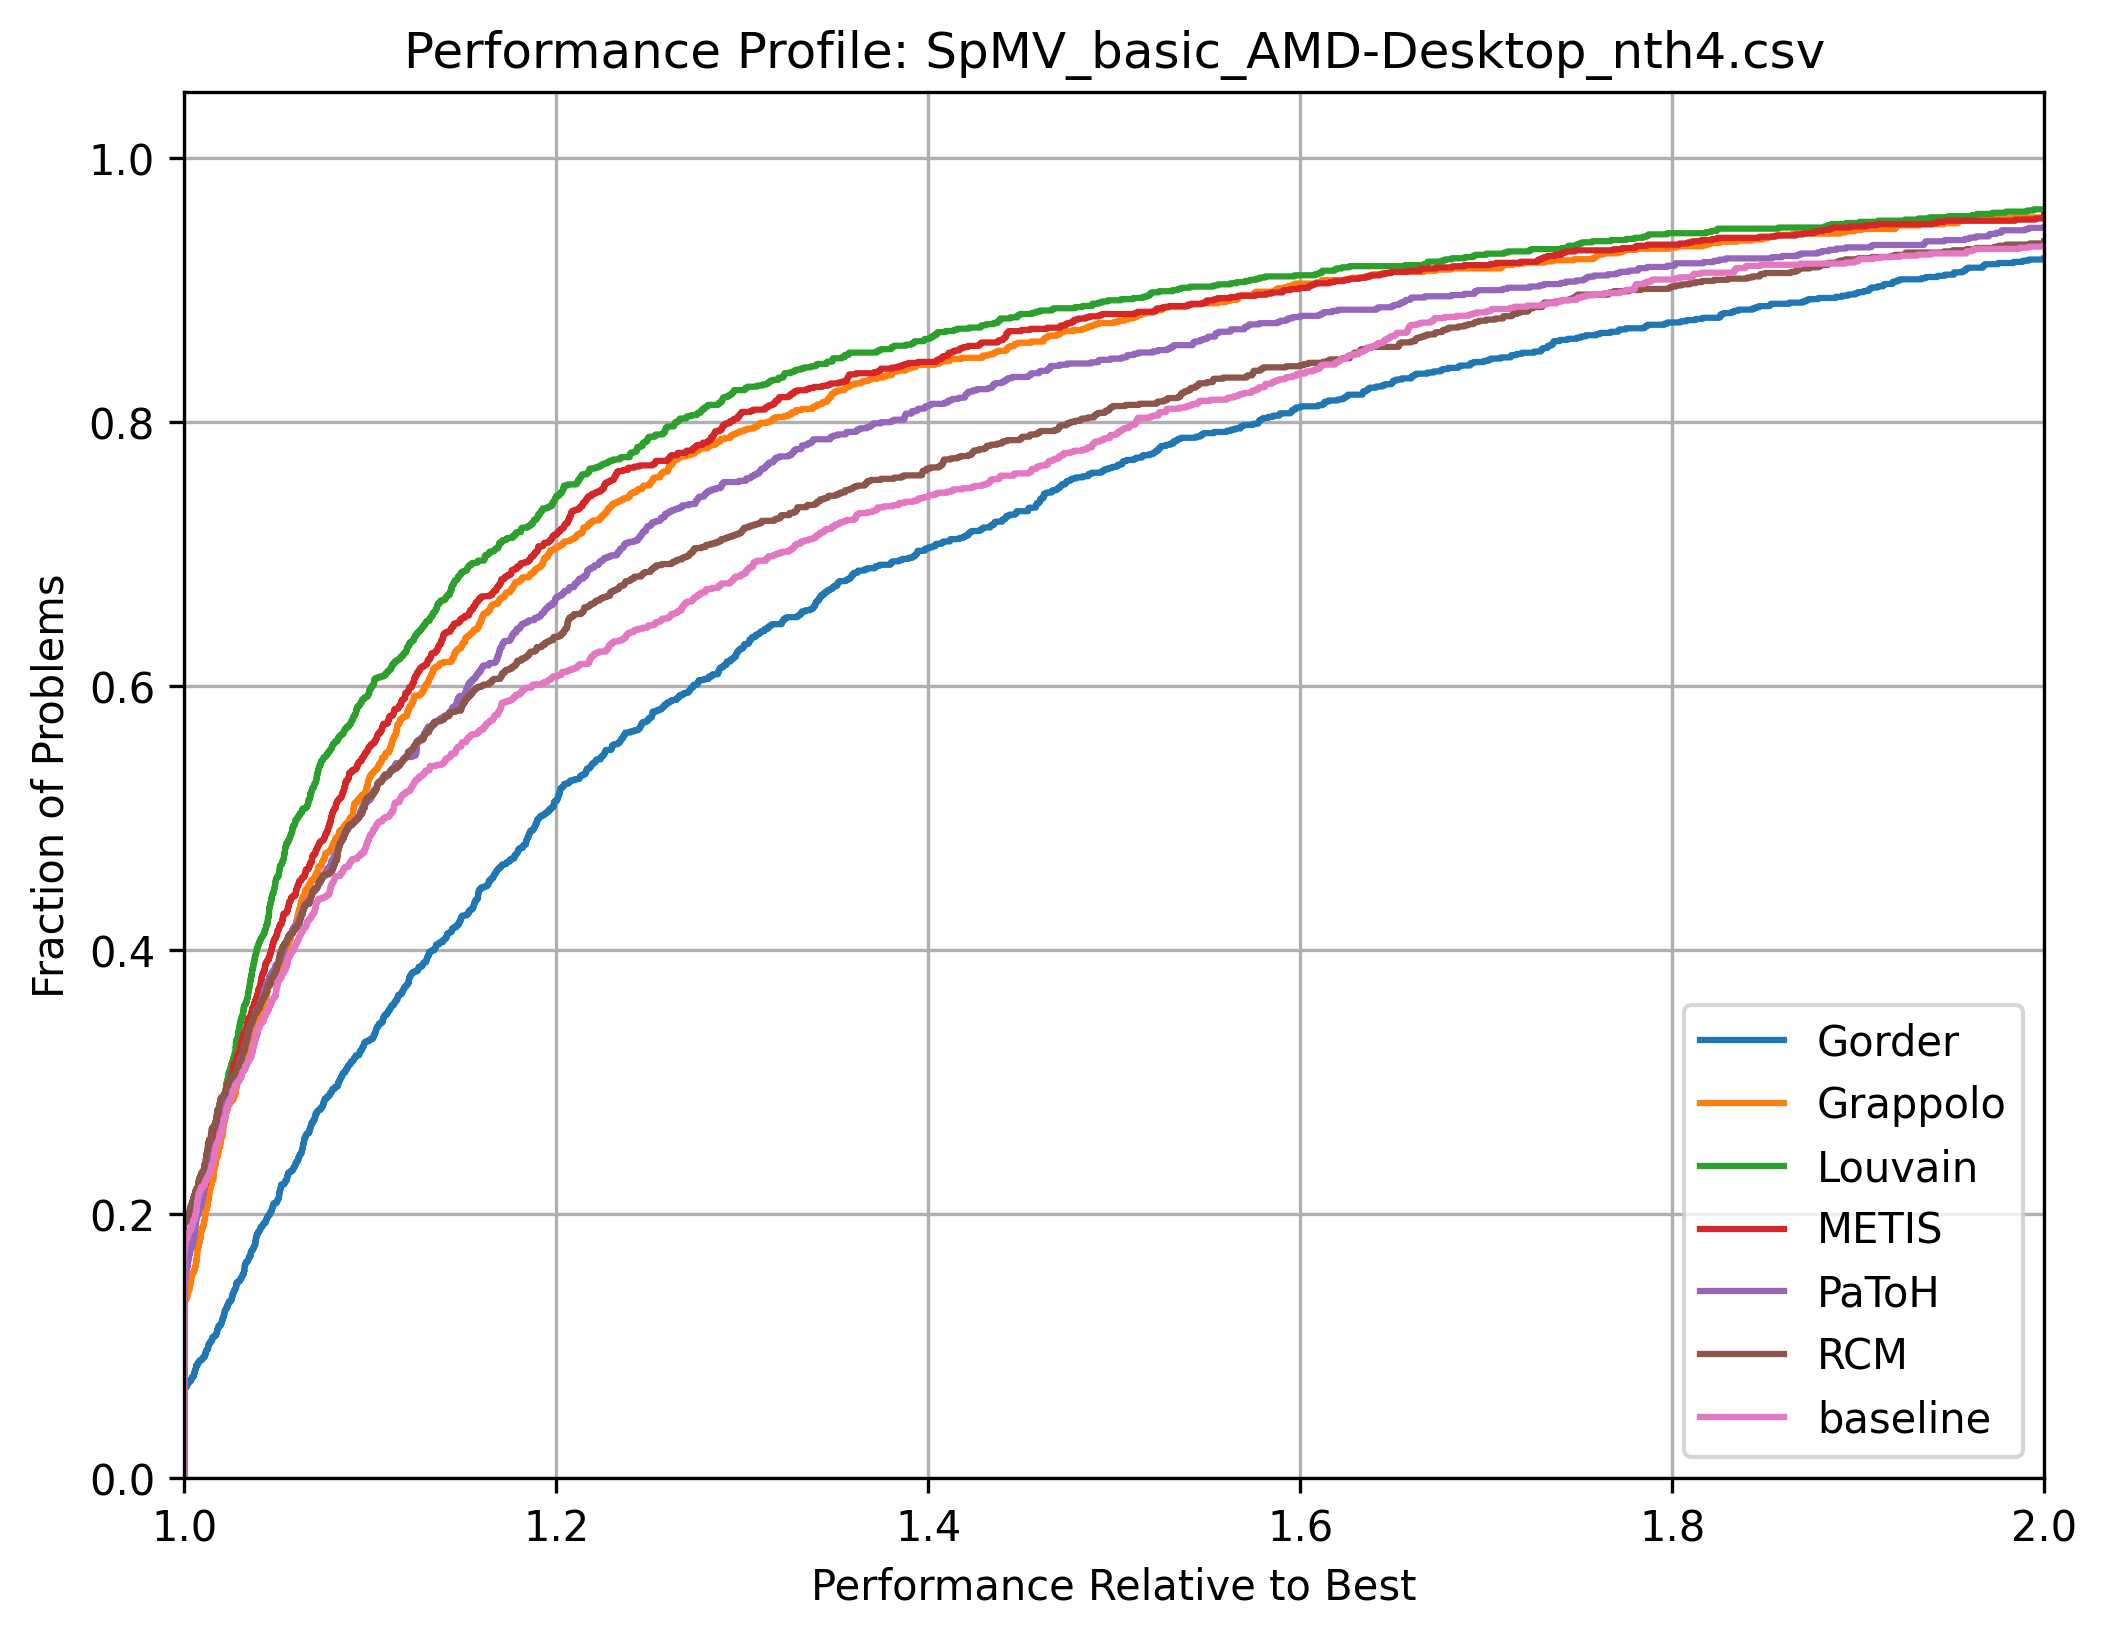 Performance Profile: SpMV_basic_AMD-Desktop_nth4.csv
Fraction of Problems
1.0
0.8
0.6
0.4
0.2
0.0
1.0 1.2 1.4 1.6 1.8 2.0
Performance Relative to Best
Gorder
Grappolo
Louvain
METIS
PaToH
RCM
baseline